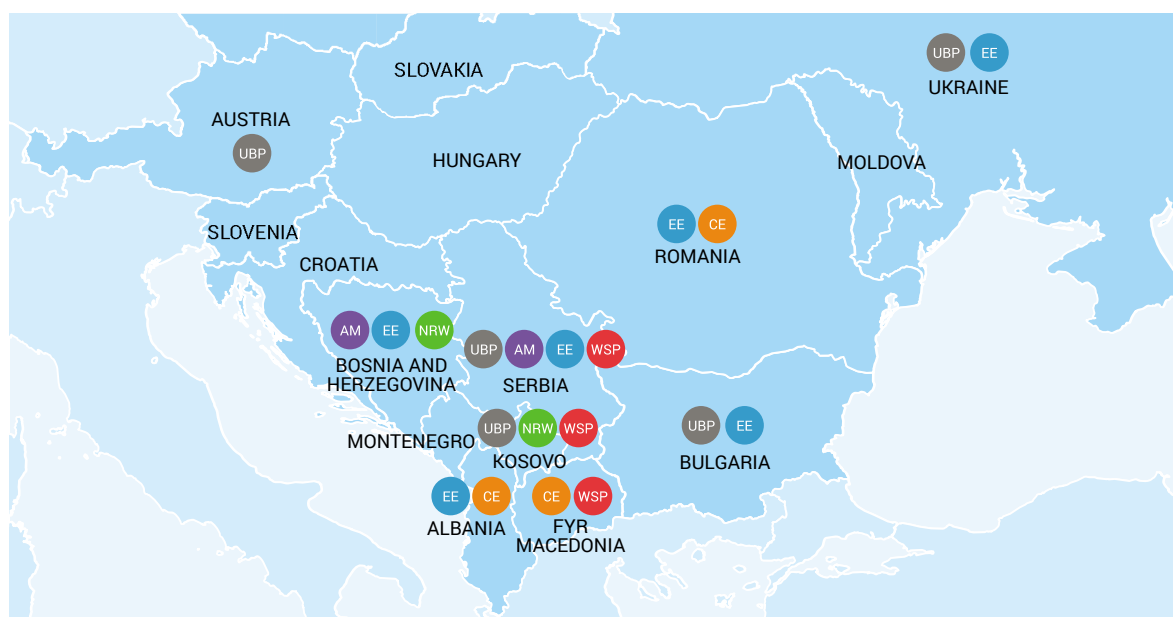 UBP EE
UKRAINE
SLOVAKIA
AUSTRIA
UBP
HUNGARY
MOLDOVA
SLOVENIA
CROATIA
EE CE
ROMANIA
AM EE NRW
BOSNIA AND
HERZEGOVINA
UBP AM EE WSP
SERBIA
MONTENEGRO
UBP NRW WSP
KOSOVO
UBP EE
BULGARIA
EE CE
ALBANIA
CE WSP
FYR
MACEDONIA